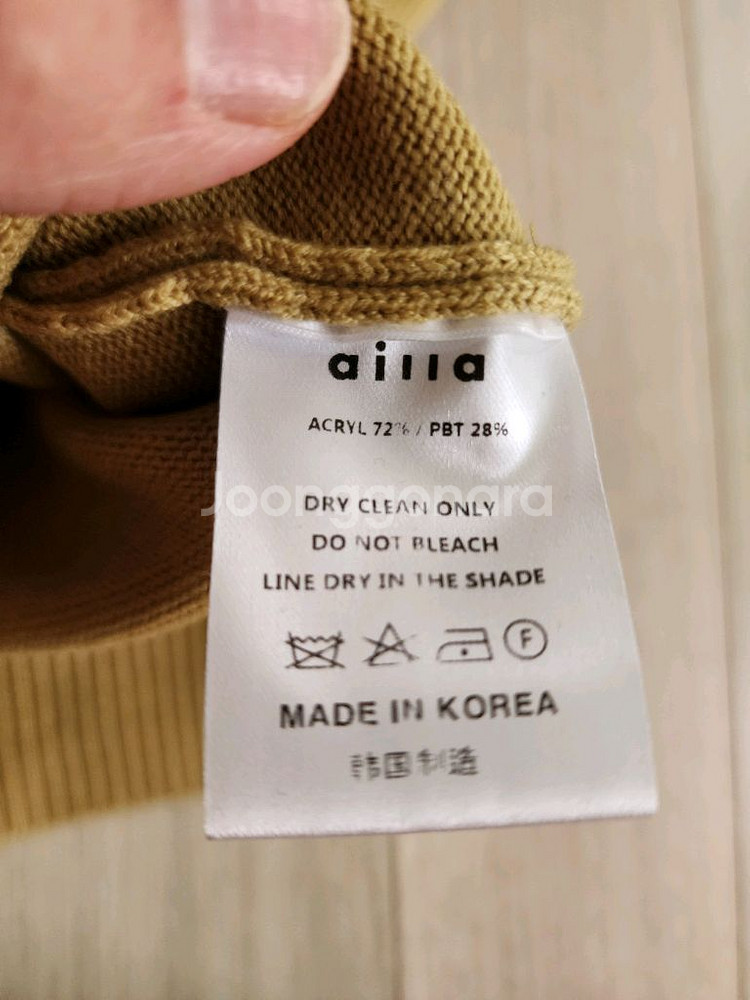 ailla
ACRYL 72% / PBT 28%
Joonggonara
DRY CLEAN ONLY
DO NOT BLEACH
LINE DRY IN THE SHADE
F
MADE IN KOREA
韩国制造